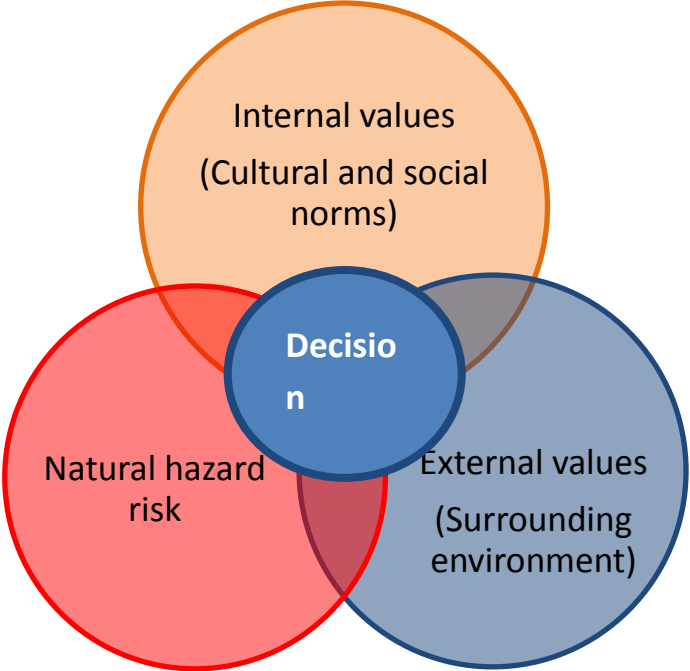 Internal values
(Cultural and social
norms)
Decisio
n
Natural hazard
risk
External values
(Surrounding
environment)